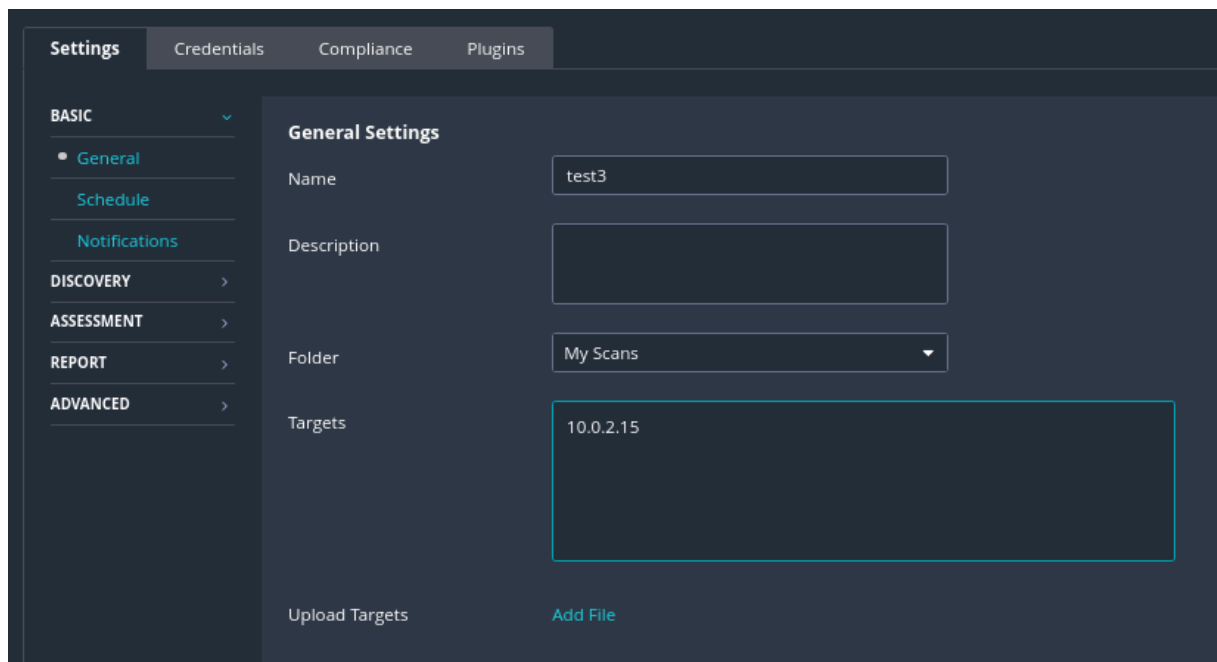 Settings Credentials Compliance Plugins
BASIC
General
Schedule
Notifications
DISCOVERY
ASSESSMENT
REPORT
ADVANCED
General Settings
Name test3
Description
Folder My Scans
Targets 10.0.2.15
Upload Targets Add File